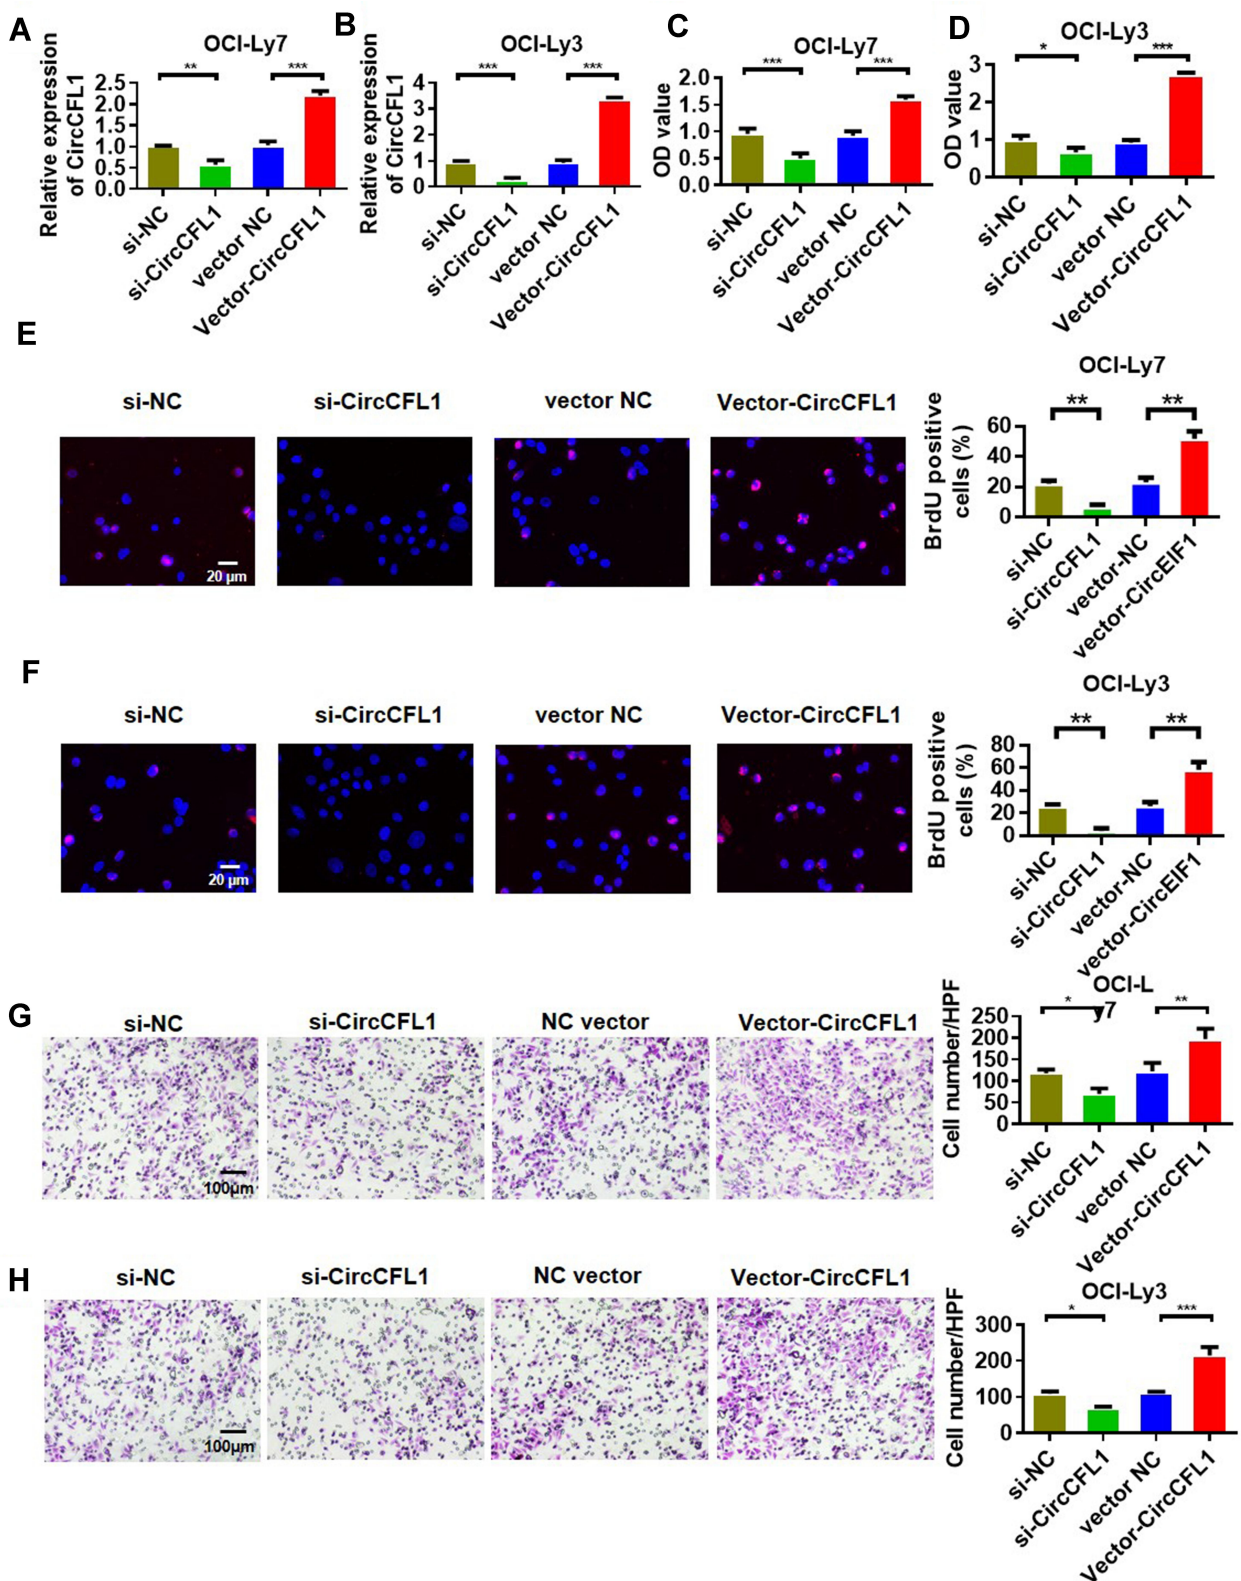 A
OCI-Ly7
Relative expression
of CircCFL1
** ***
2.5
2.0
1.5
1.0
0.5
0.0
si-NC
si-CircCFL1
vector NC
Vector-CircCFL1
B
OCI-Ly3
Relative expression
of CircCFL1
*** ***
4
3
2
1
0
si-NC
si-CircCFL1
vector NC
Vector-CircCFL1
C
OCI-Ly7
OD value
*** ***
2.0
1.5
1.0
0.5
0.0
si-NC
si-CircCFL1
vector NC
Vector-CircCFL1
D
OCI-Ly3
OD value
* ***
3
2
1
0
si-NC
si-CircCFL1
vector NC
Vector-CircCFL1
E
si-NC
si-CircCFL1
vector NC
Vector-CircCFL1
20 µm
OCI-Ly7
BrdU positive
cells (%)
** **
60
40
20
0
si-NC
si-CircCFL1
vector-NC
vector-CircEIF1
F
si-NC
si-CircCFL1
vector NC
Vector-CircCFL1
20 µm
OCI-Ly3
BrdU positive
cells (%)
** **
80
60
40
20
0
si-NC
si-CircCFL1
vector-NC
vector-CircEIF1
G
si-NC
si-CircCFL1
NC vector
Vector-CircCFL1
100µm
OCI-L
y7
Cell number/HPF
* **
250
200
150
100
50
0
si-NC
si-CircCFL1
vector NC
Vector-CircCFL1
H
si-NC
si-CircCFL1
NC vector
Vector-CircCFL1
100µm
OCI-Ly3
Cell number/HPF
* ***
300
200
100
0
si-NC
si-CircCFL1
vector NC
Vector-CircCFL1